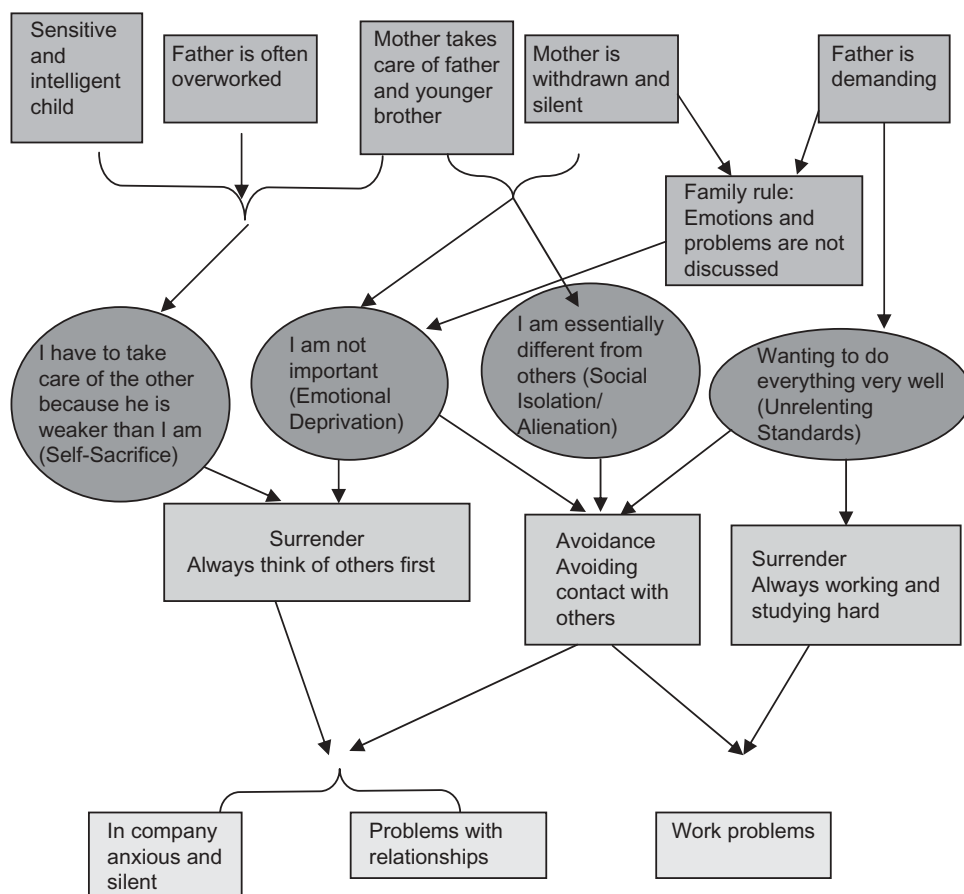 Sensitive
and
intelligent
child
Father is often
overworked
Mother takes
care of father
and younger
brother
Mother is
withdrawn and
silent
Father is
demanding
Family rule:
Emotions and
problems are not
discussed
I have to take
care of the other
because he is
weaker than I am
(Self-Sacrifice)
I am not
important
(Emotional
Deprivation)
I am essentially
different from
others (Social
Isolation/
Alienation)
Wanting to do
everything very well
(Unrelenting
Standards)
Surrender
Always think of others first
Avoidance
Avoiding
contact with
others
Surrender
Always working and
studying hard
In company
anxious and
silent
Problems with
relationships
Work problems